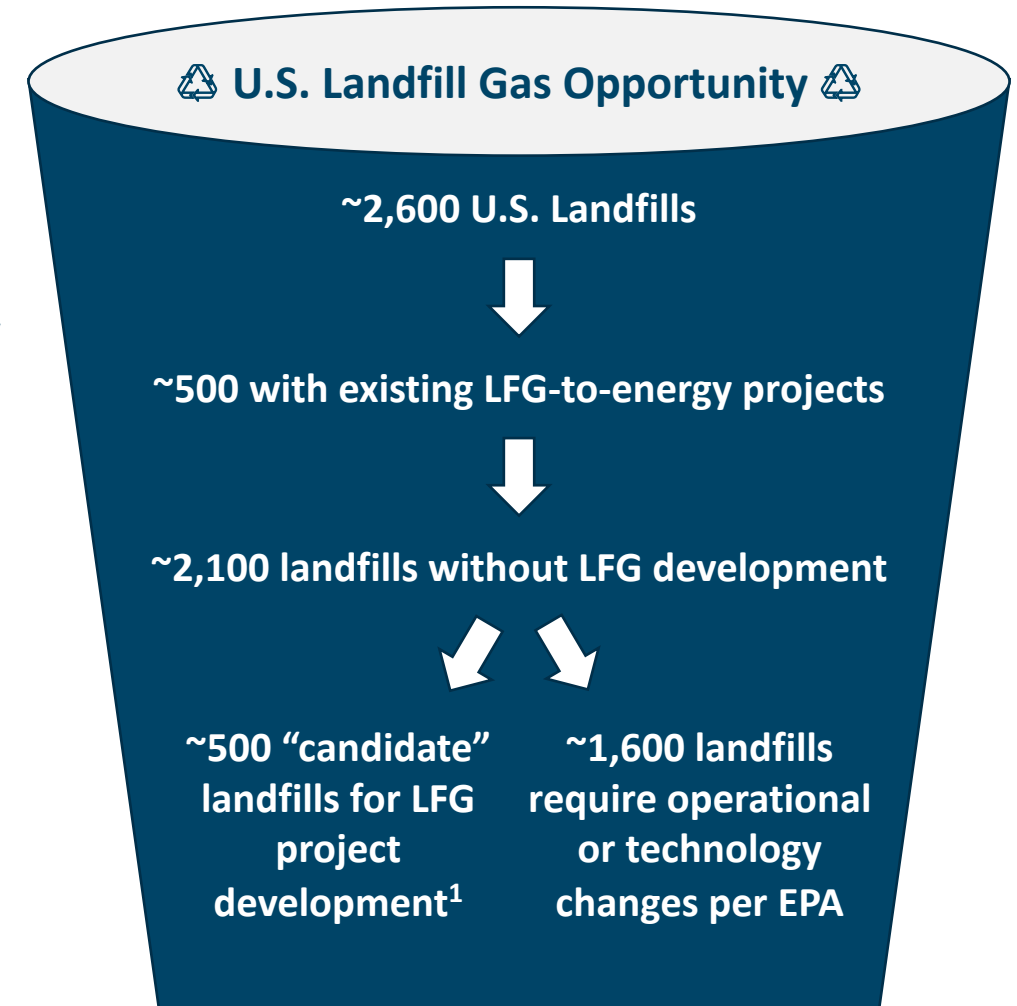 ♴ U.S. Landfill Gas Opportunity ♴
~2,600 U.S. Landfills
~500 with existing LFG-to-energy projects
~2,100 landfills without LFG development
~500 “candidate”
landfills for LFG
project
development¹
~1,600 landfills
require operational
or technology
changes per EPA